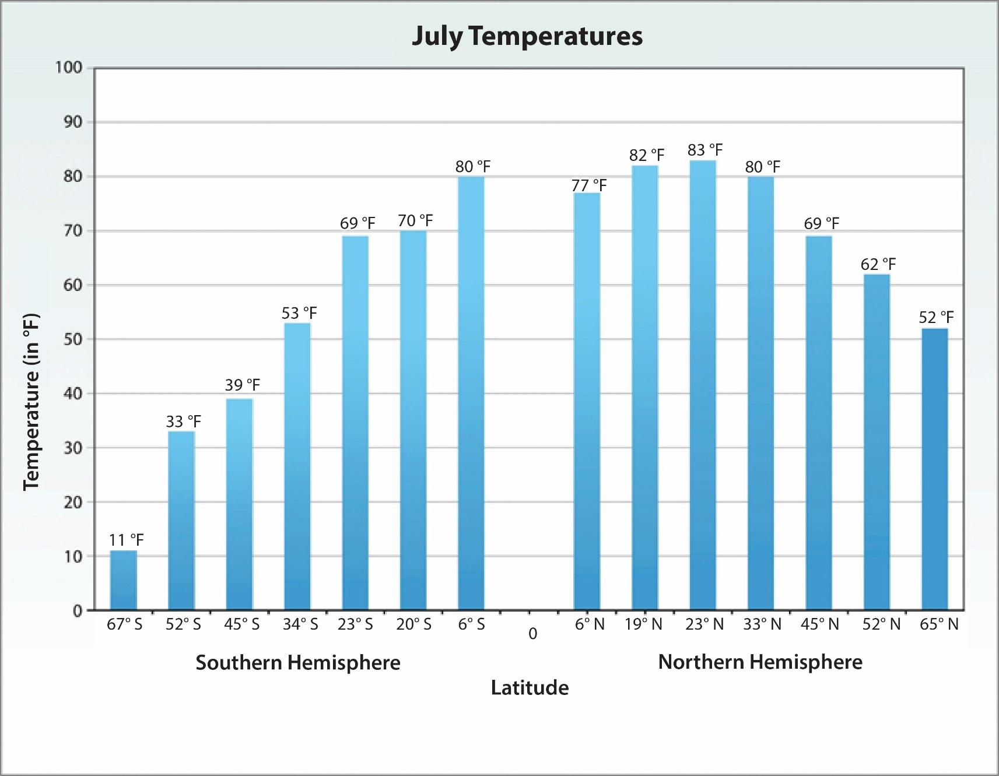 July Temperatures
100
90
80
70
60
50
40
30
20
10
0
Temperature (in °F)
11 °F
33 °F
39 °F
53 °F
69 °F
70 °F
80 °F
77 °F
82 °F
83 °F
80 °F
69 °F
62 °F
52 °F
67° S 52° S 45° S 34° S 23° S 20° S 6° S 0 6° N 19° N 23° N 33° N 45° N 52° N 65° N
Southern Hemisphere Northern Hemisphere
Latitude